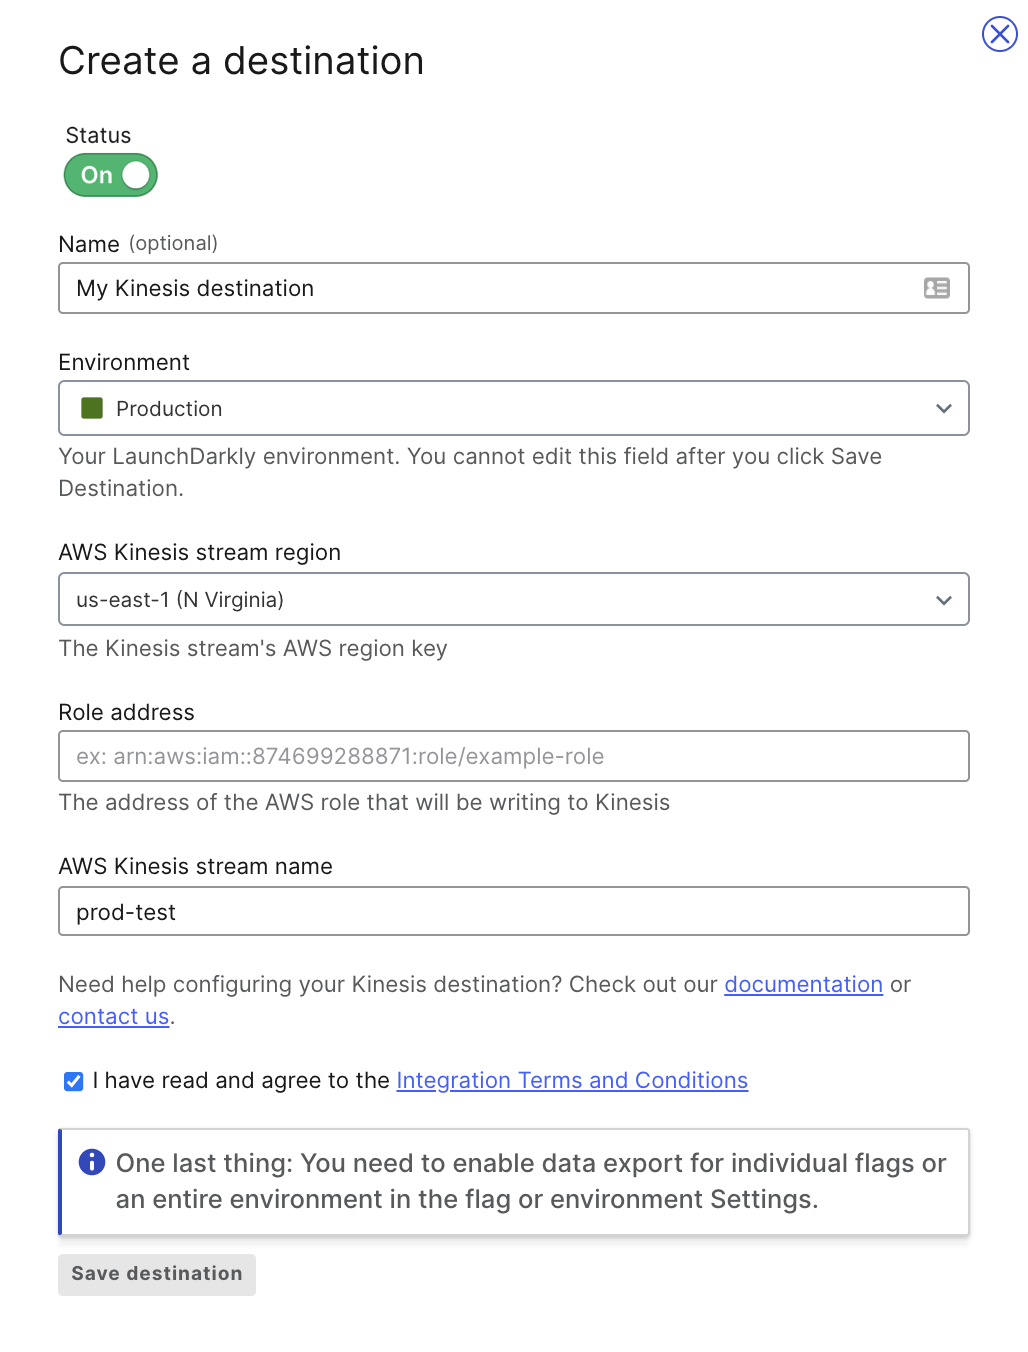 Create a destination
Status
On
Name (optional)
My Kinesis destination
Environment
Production
Your LaunchDarkly environment. You cannot edit this field after you click Save
Destination.
AWS Kinesis stream region
us-east-1 (N Virginia)
The Kinesis stream's AWS region key
Role address
ex: arn:aws:iam::874699288871:role/example-role
The address of the AWS role that will be writing to Kinesis
AWS Kinesis stream name
prod-test
Need help configuring your Kinesis destination? Check out our documentation or
contact us.
I have read and agree to the Integration Terms and Conditions
One last thing: You need to enable data export for individual flags or
an entire environment in the flag or environment Settings.
Save destination